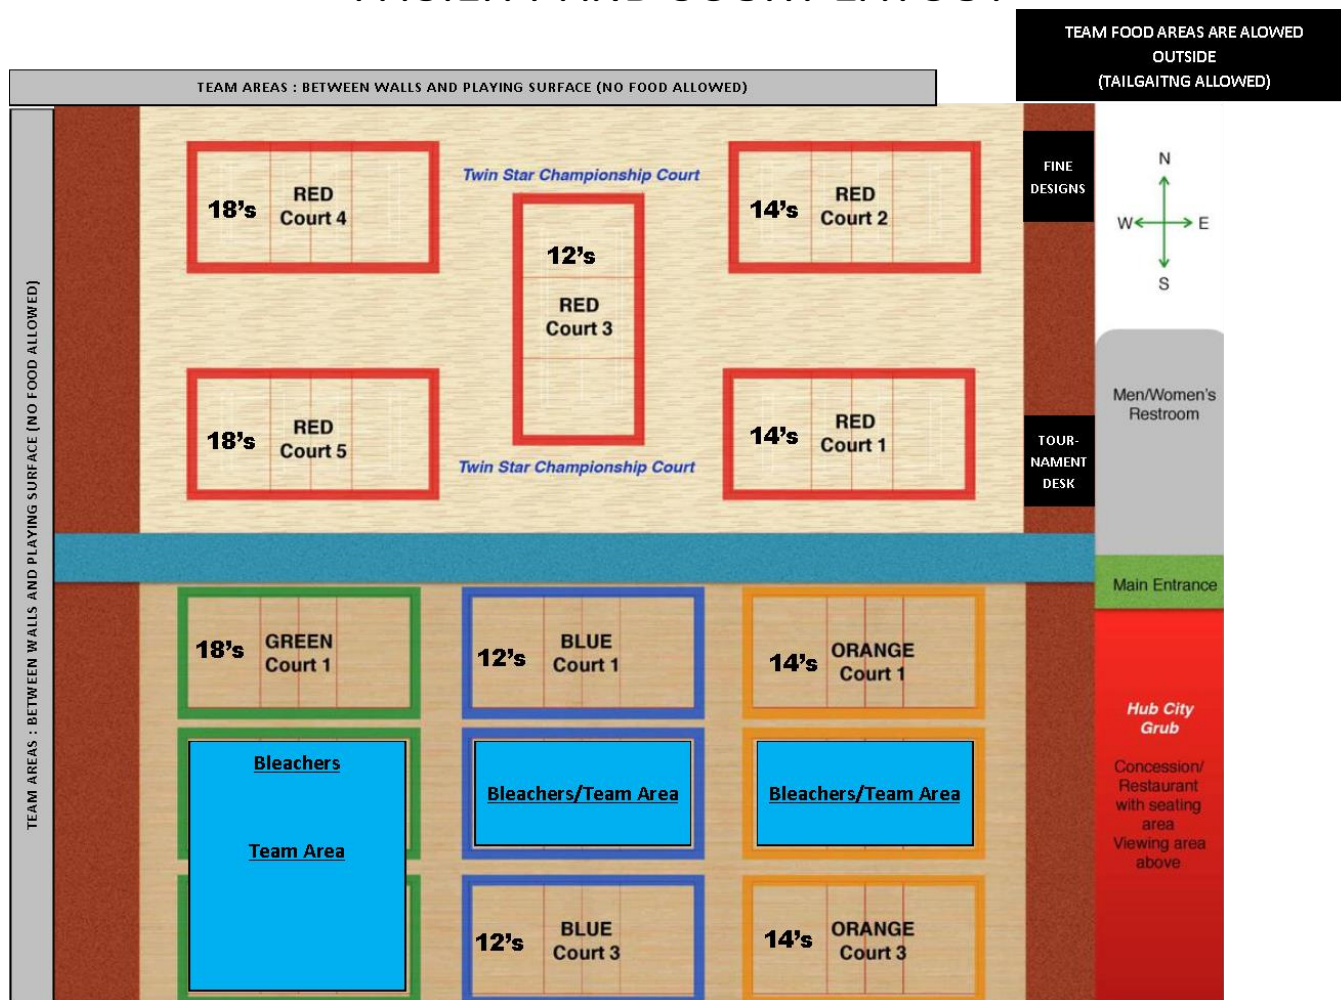 TEAM FOOD AREAS ARE ALOWED
OUTSIDE
(TAILGAITNG ALLOWED)
TEAM AREAS : BETWEEN WALLS AND PLAYING SURFACE (NO FOOD ALLOWED)
TEAM AREAS : BETWEEN WALLS AND PLAYING SURFACE (NO FOOD ALLOWED)
18's
RED
Court 4
Twin Star Championship Court
12's
RED
Court 3
14's
RED
Court 2
FINE
DESIGNS
N
W
E
S
18's
RED
Court 5
Twin Star Championship Court
14's
RED
Court 1
TOUR-
NAMENT
DESK
Men/Women's
Restroom
Main Entrance
18's
GREEN
Court 1
12's
BLUE
Court 1
14's
ORANGE
Court 1
Hub City
Grub
Concession/
Restaurant
with seating
area
Viewing area
above
Bleachers
Team Area
Bleachers/Team Area
Bleachers/Team Area
12's
BLUE
Court 3
14's
ORANGE
Court 3